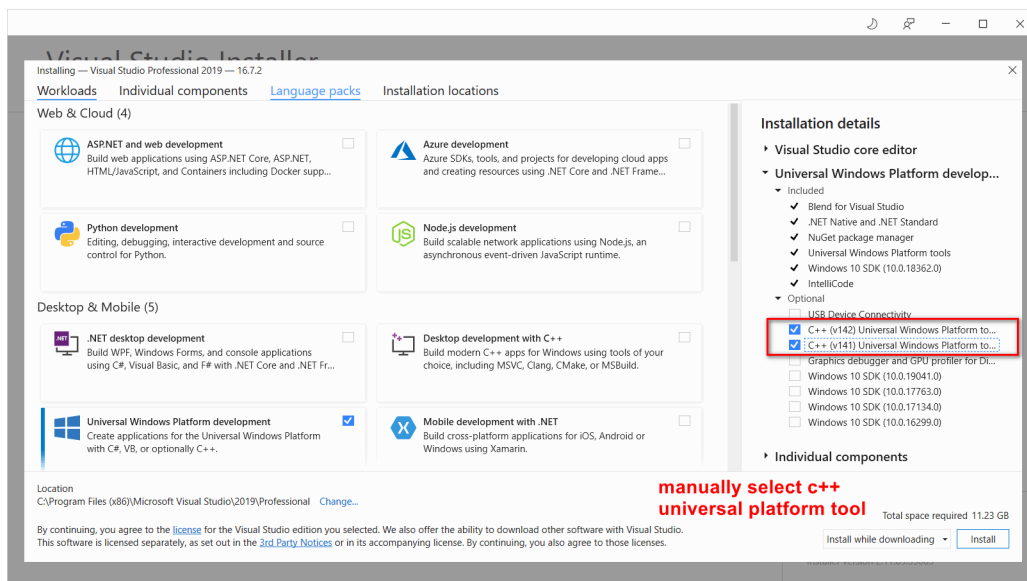 Visual Studio Installer
Installing — Visual Studio Professional 2019 — 16.7.2
Workloads
Individual components
Language packs
Installation locations
Web & Cloud (4)
ASP.NET and web development
Build web applications using ASP.NET Core, ASP.NET,
HTML/JavaScript, and Containers including Docker supp...
Azure development
Azure SDKs, tools, and projects for developing cloud apps
and creating resources using .NET Core and .NET Frame...
Python development
Editing, debugging, interactive development and source
control for Python.
Node.js development
Build scalable network applications using Node.js, an
asynchronous event-driven JavaScript runtime.
Desktop & Mobile (5)
.NET
.NET desktop development
Build WPF, Windows Forms, and console applications
using C#, Visual Basic, and F# with .NET Core and .NET Fr...
Desktop development with C++
Build modern C++ apps for Windows using tools of your
choice, including MSVC, Clang, CMake, or MSBuild.
Universal Windows Platform development
Create applications for the Universal Windows Platform
with C#, VB, or optionally C++.
Mobile development with .NET
Build cross-platform applications for iOS, Android or
Windows using Xamarin.
Installation details
Visual Studio core editor
Universal Windows Platform develop...
Included
Blend for Visual Studio
.NET Native and .NET Standard
NuGet package manager
Universal Windows Platform tools
Windows 10 SDK (10.0.18362.0)
IntelliCode
Optional
USB Device Connectivity
C++ (v142) Universal Windows Platform to...
C++ (v141) Universal Windows Platform to...
Graphics debugger and GPU profiler for Di...
Windows 10 SDK (10.0.19041.0)
Windows 10 SDK (10.0.17763.0)
Windows 10 SDK (10.0.17134.0)
Windows 10 SDK (10.0.16299.0)
Individual components
Location
C:\Program Files (x86)\Microsoft Visual Studio\2019\Professional Change...
manually select c++
universal platform tool
Total space required 11.23 GB
By continuing, you agree to the license for the Visual Studio edition you selected. We also offer the ability to download other software with Visual Studio.
This software is licensed separately, as set out in the 3rd Party Notices or in its accompanying license. By continuing, you also agree to those licenses.
Install while downloading
Install